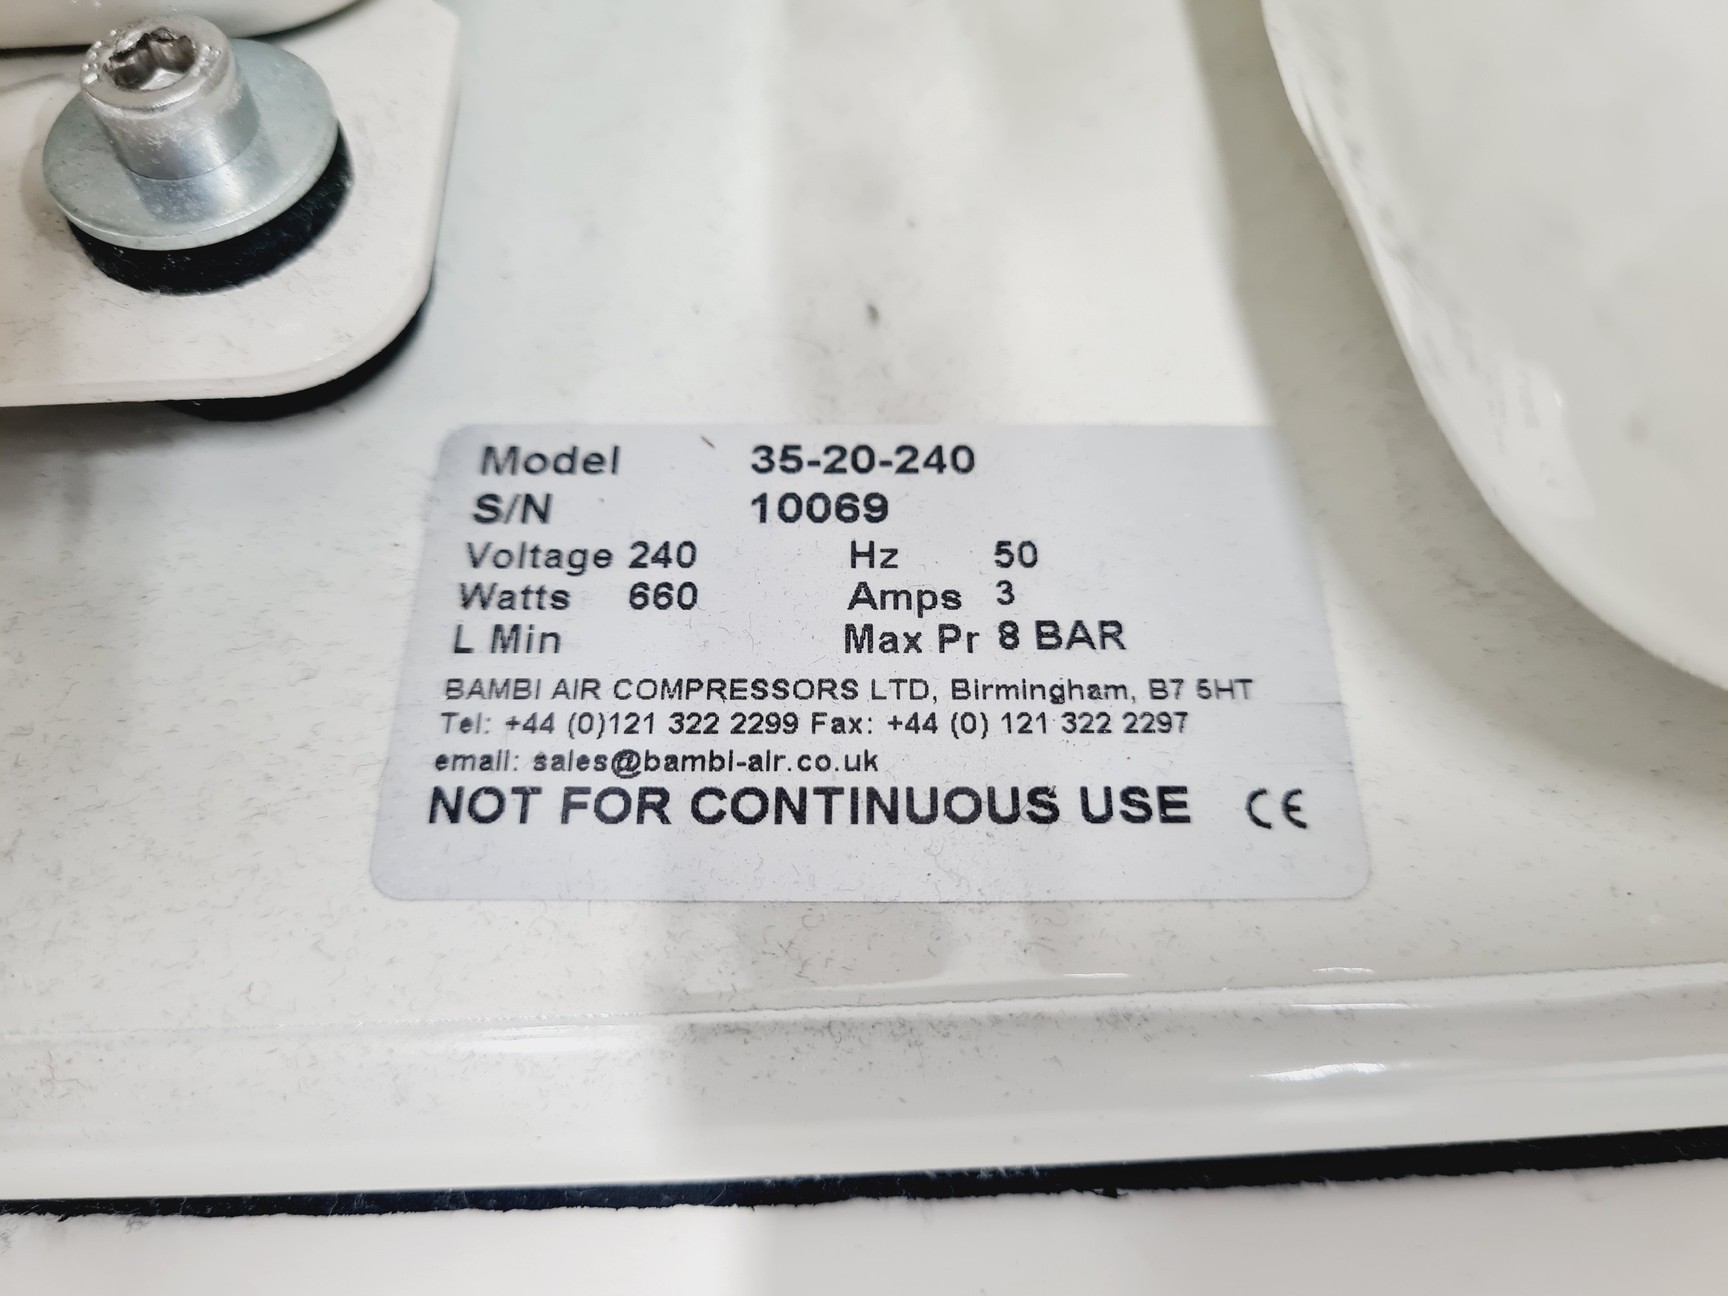 Model 35-20-240
S/N 10069
Voltage 240 Hz 50
Watts 660 Amps 3
L Min Max Pr 8 BAR
BAMBI AIR COMPRESSORS LTD, Birmingham, B7 5HT
Tel: +44 (0)121 322 2299 Fax: +44 (0) 121 322 2297
email: sales@bambi-air.co.uk
NOT FOR CONTINUOUS USE CE